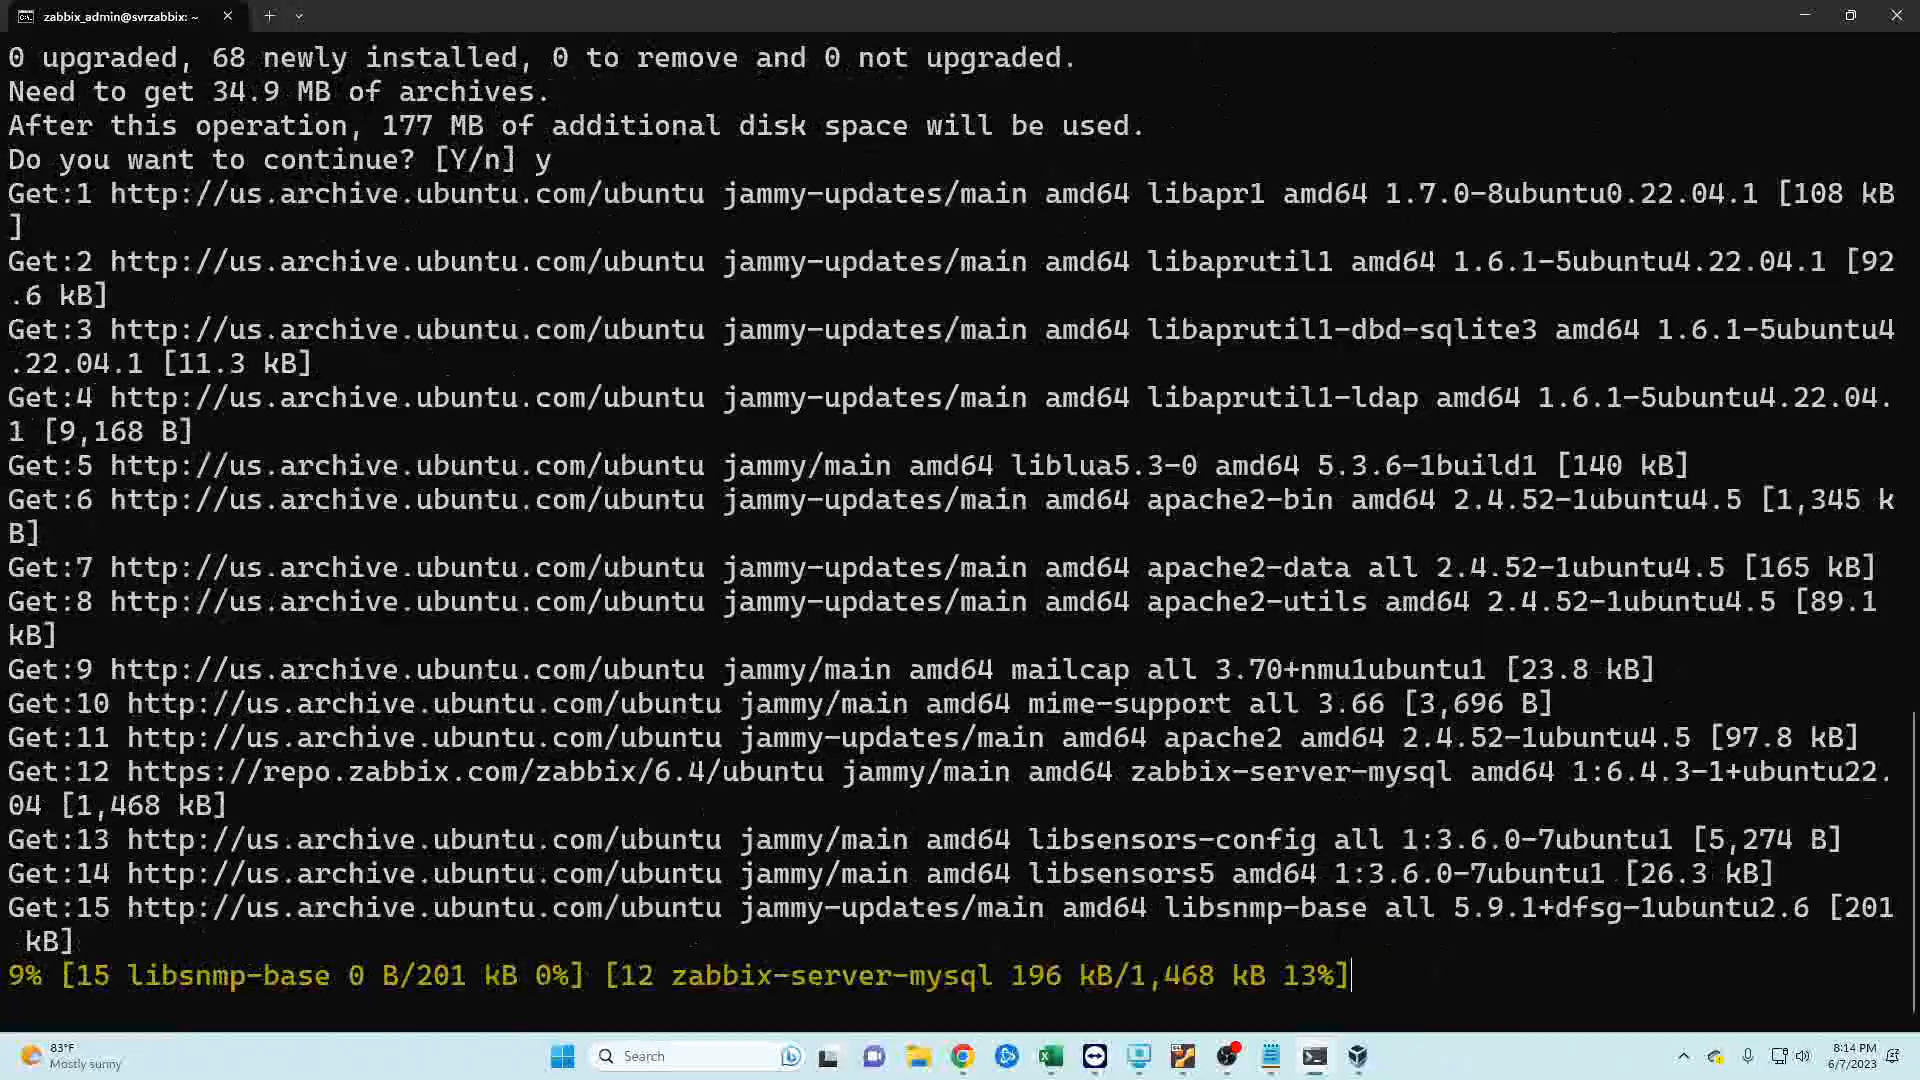 zabbix_admin@svrzabbix: ~
0 upgraded, 68 newly installed, 0 to remove and 0 not upgraded.
Need to get 34.9 MB of archives.
After this operation, 177 MB of additional disk space will be used.
Do you want to continue? [Y/n] y
Get:1 http://us.archive.ubuntu.com/ubuntu jammy-updates/main amd64 libapr1 amd64 1.7.0-8ubuntu0.22.04.1 [108 kB
]
Get:2 http://us.archive.ubuntu.com/ubuntu jammy-updates/main amd64 libaprutil1 amd64 1.6.1-5ubuntu4.22.04.1 [92
.6 kB]
Get:3 http://us.archive.ubuntu.com/ubuntu jammy-updates/main amd64 libaprutil1-dbd-sqlite3 amd64 1.6.1-5ubuntu4
.22.04.1 [11.3 kB]
Get:4 http://us.archive.ubuntu.com/ubuntu jammy-updates/main amd64 libaprutil1-ldap amd64 1.6.1-5ubuntu4.22.04.
1 [9,168 B]
Get:5 http://us.archive.ubuntu.com/ubuntu jammy/main amd64 liblua5.3-0 amd64 5.3.6-1build1 [140 kB]
Get:6 http://us.archive.ubuntu.com/ubuntu jammy-updates/main amd64 apache2-bin amd64 2.4.52-1ubuntu4.5 [1,345 k
B]
Get:7 http://us.archive.ubuntu.com/ubuntu jammy-updates/main amd64 apache2-data all 2.4.52-1ubuntu4.5 [165 kB]
Get:8 http://us.archive.ubuntu.com/ubuntu jammy-updates/main amd64 apache2-utils amd64 2.4.52-1ubuntu4.5 [89.1
kB]
Get:9 http://us.archive.ubuntu.com/ubuntu jammy/main amd64 mailcap all 3.70+nmu1ubuntu1 [23.8 kB]
Get:10 http://us.archive.ubuntu.com/ubuntu jammy/main amd64 mime-support all 3.66 [3,696 B]
Get:11 http://us.archive.ubuntu.com/ubuntu jammy-updates/main amd64 apache2 amd64 2.4.52-1ubuntu4.5 [97.8 kB]
Get:12 https://repo.zabbix.com/zabbix/6.4/ubuntu jammy/main amd64 zabbix-server-mysql amd64 1:6.4.3-1+ubuntu22.
04 [1,468 kB]
Get:13 http://us.archive.ubuntu.com/ubuntu jammy/main amd64 libsensors-config all 1:3.6.0-7ubuntu1 [5,274 B]
Get:14 http://us.archive.ubuntu.com/ubuntu jammy/main amd64 libsensors5 amd64 1:3.6.0-7ubuntu1 [26.3 kB]
Get:15 http://us.archive.ubuntu.com/ubuntu jammy-updates/main amd64 libsnmp-base all 5.9.1+dfsg-1ubuntu2.6 [201
kB]
9% [15 libsnmp-base 0 B/201 kB 0%] [12 zabbix-server-mysql 196 kB/1,468 kB 13%]
83°F
Mostly sunny
Search
8:14 PM
6/7/2023